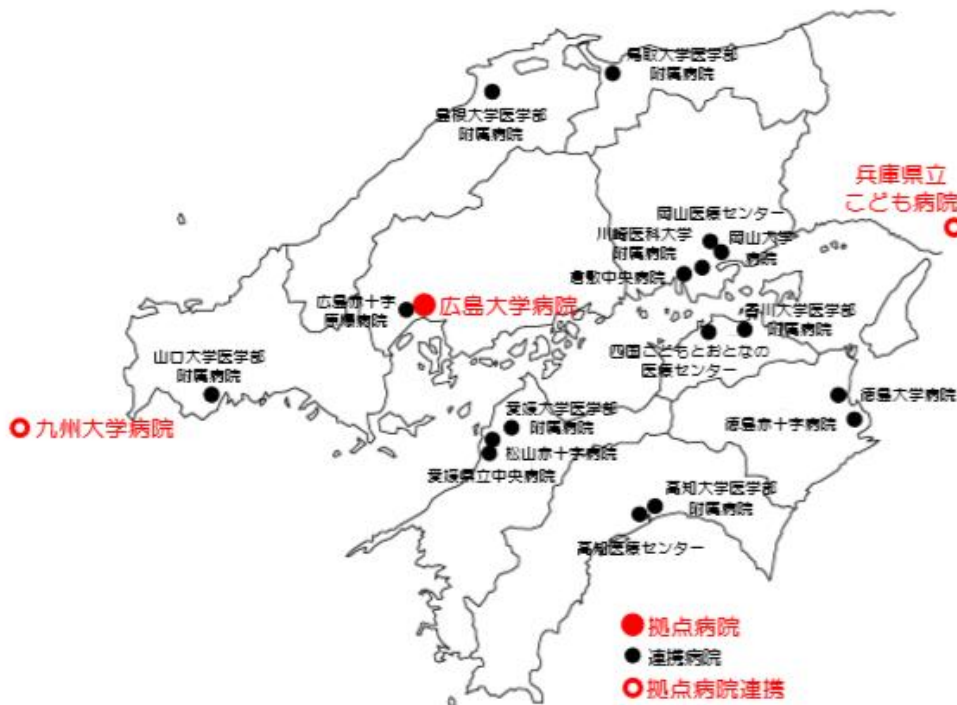 鳥取大学医学部
附属病院
島根大学医学部
附属病院
兵庫県立
こども病院
岡山医療センター
川崎医科大学
附属病院
岡山大学
病院
倉敷中央病院
広島赤十字
原爆病院
広島大学病院
香川大学医学部
附属病院
四国こどもとおとなの
医療センター
山口大学医学部
附属病院
九州大学病院
徳島大学病院
徳島赤十字病院
愛媛大学医学部
附属病院
松山赤十字病院
愛媛県立中央病院
高知大学医学部
附属病院
高知医療センター
拠点病院
連携病院
拠点病院連携